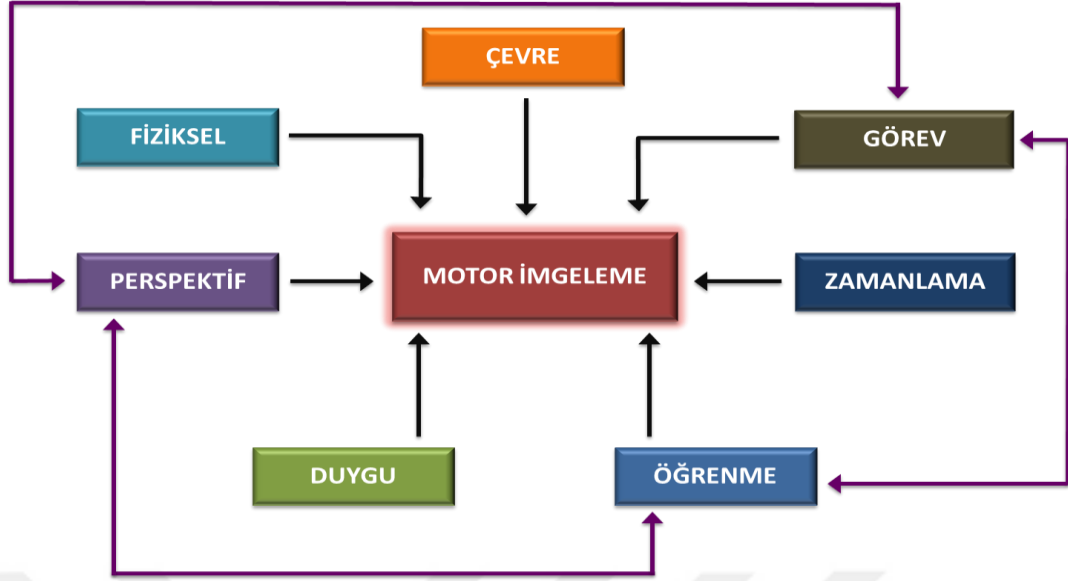 ÇEVRE
FİZİKSEL
GÖREV
PERSPEKTİF
MOTOR İMGELEME
ZAMANLAMA
DUYGU
ÖĞRENME